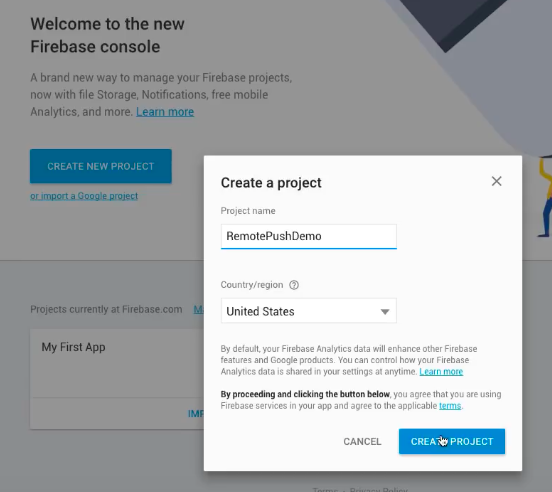 Welcome to the new
Firebase console
A brand new way to manage your Firebase projects,
now with file Storage, Notifications, free mobile
Analytics, and more. Learn more
CREATE NEW PROJECT
or import a Google project
Projects currently at Firebase.com
My First App
Create a project
Project name
RemotePushDemo
Country/region
United States
By default, your Firebase Analytics data will enhance other Firebase
features and Google products. You can control how your Firebase
Analytics data is shared in your settings at anytime. Learn more
By proceeding and clicking the button below, you agree that you are using
Firebase services in your app and agree to the applicable terms.
CANCEL
CREATE PROJECT
Terms - Privacy Policy